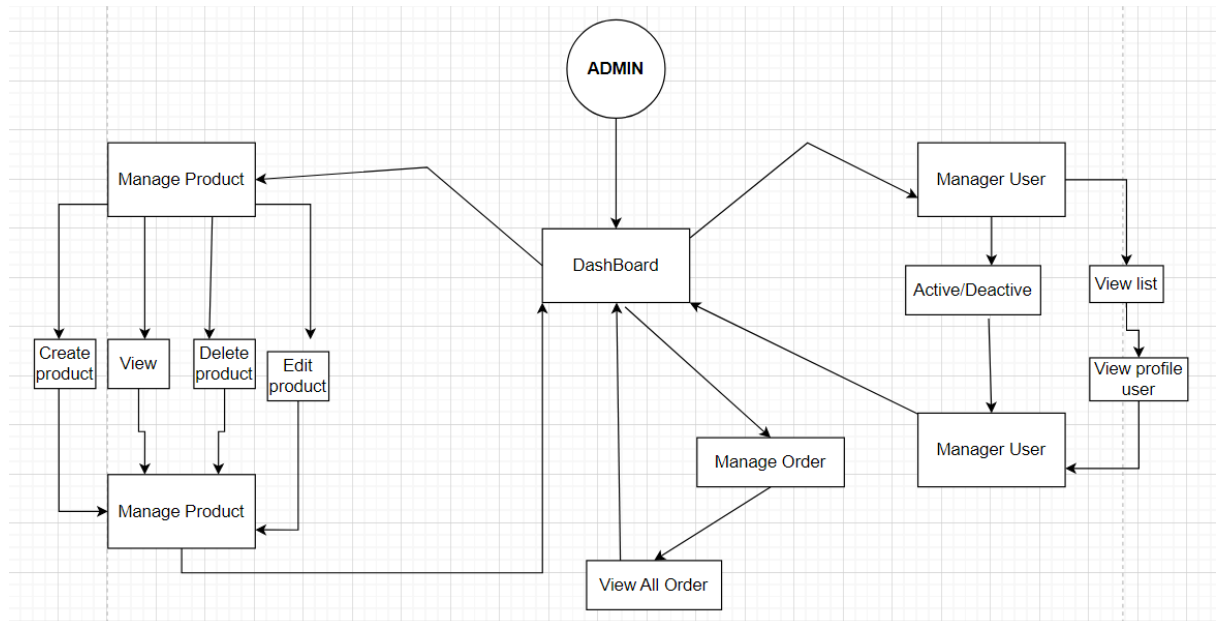 ADMIN
Manage Product
Manager User
DashBoard
Active/Deactive
View list
Create
product
View
Delete
product
Edit
product
View profile
user
Manage Order
Manager User
Manage Product
View All Order